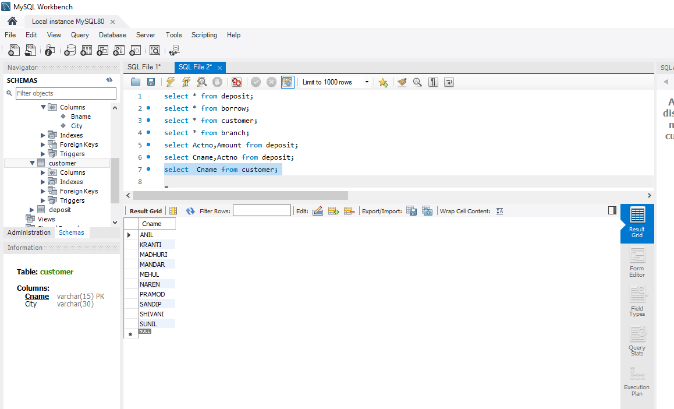 MySQL Workbench
Local instance MySQL80 ×
File Edit View Query Database Server Tools Scripting Help
Navigator
SCHEMAS
Filter objects
Columns
Bname
City
Indexes
Foreign Keys
Triggers
customer
Columns
Indexes
Foreign Keys
Triggers
deposit
Views
Administration Schemas
Information
Table: customer
Columns:
Cname varchar(15) PK
City varchar(30)
SQL File 1* SQL File 2* ×
Limit to 1000 rows
1 select * from deposit;
2 select * from borrow;
3 select * from customer;
4 select * from branch;
5 select Actno,Amount from deposit;
6 select Cname,Actno from deposit;
7 select Cname from customer;
8
Result Grid Filter Rows: Edit: Export/Import: Wrap Cell Content:
Cname
ANIL
KRANTI
MADHURI
MANDAR
MEHUL
NAREN
PRAMOD
SANDIP
SHIVANI
SUNIL
NULL
Result
Grid
Form
Editor
Field
Types
Query
Stats
Execution
Plan